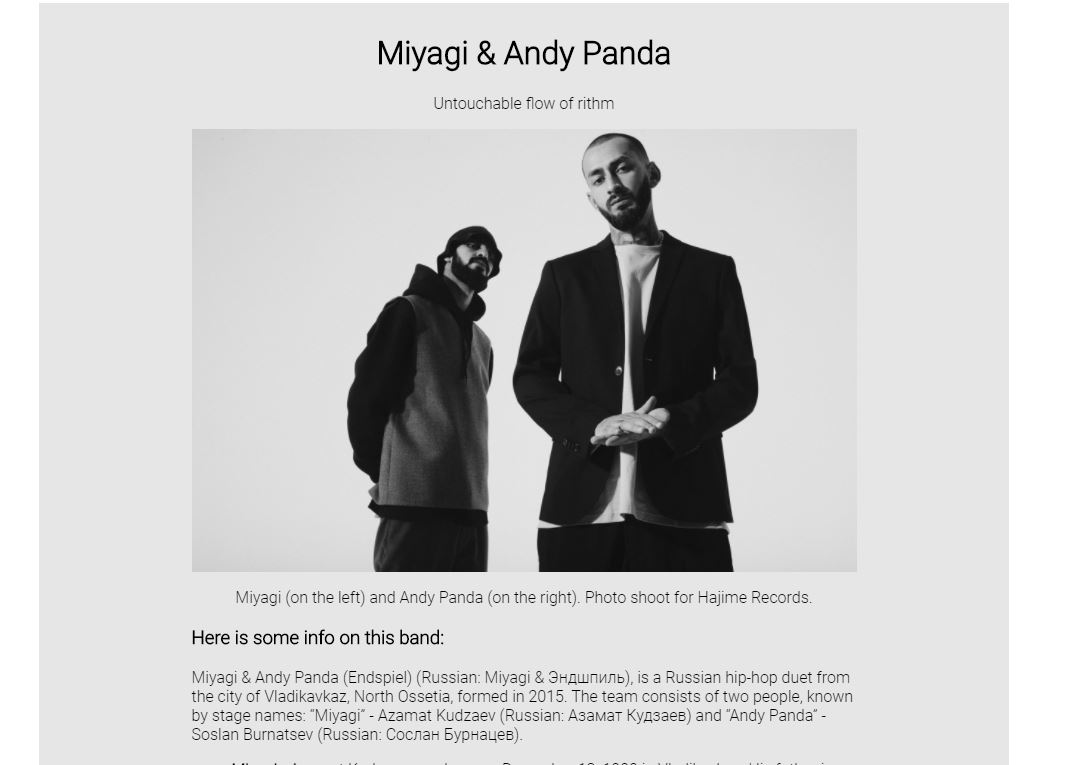 Miyagi & Andy Panda
Untouchable flow of rithm
Miyagi (on the left) and Andy Panda (on the right). Photo shoot for Hajime Records.
Here is some info on this band:
Miyagi & Andy Panda (Endspiel) (Russian: Miyagi & Эндшпиль), is a Russian hip-hop duet from
the city of Vladikavkaz, North Ossetia, formed in 2015. The team consists of two people, known
by stage names: “Miyagi” - Azamat Kudzaev (Russian: Азамат Кудзаев) and “Andy Panda” -
Soslan Burnatsev (Russian: Сослан Бурнацев).